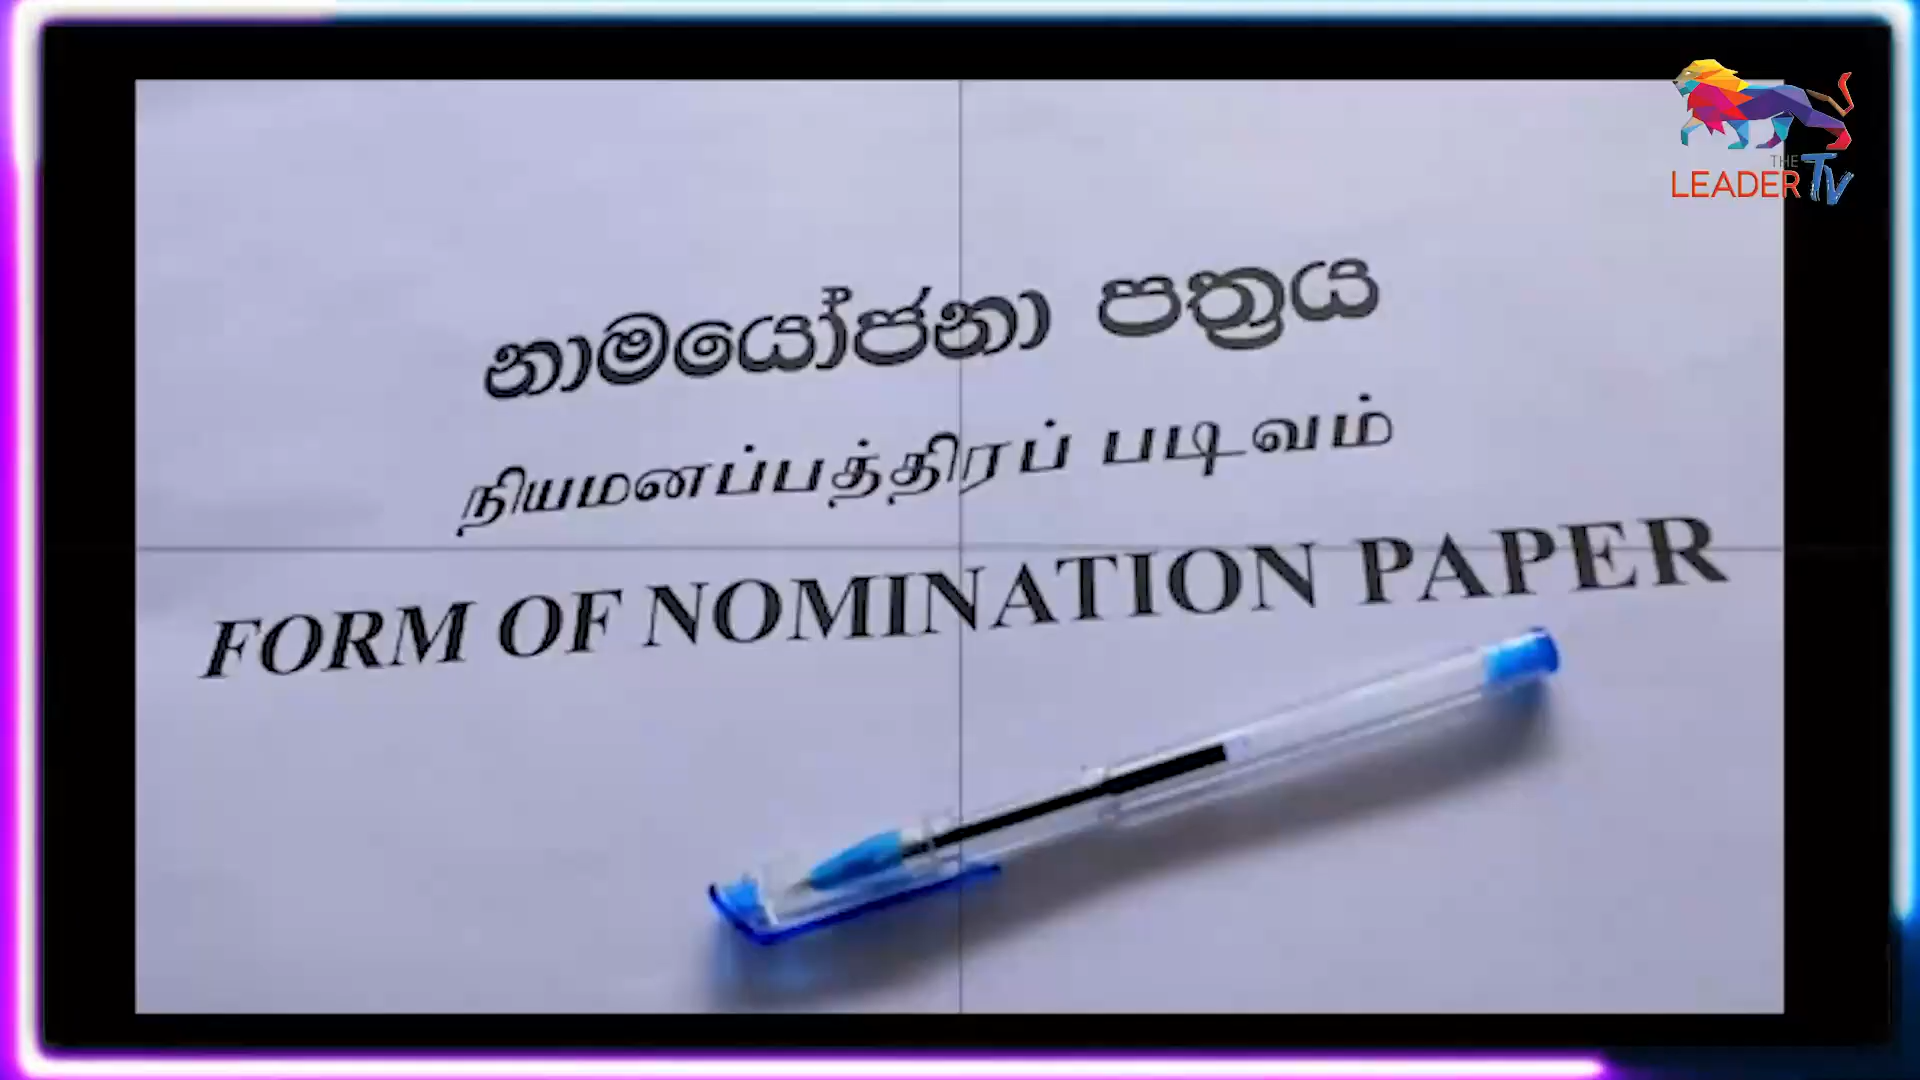 THE
LEADER TV
නාමයෝජනා පත්‍රය
நியமனப்பத்திரப் படிவம்
FORM OF NOMINATION PAPER